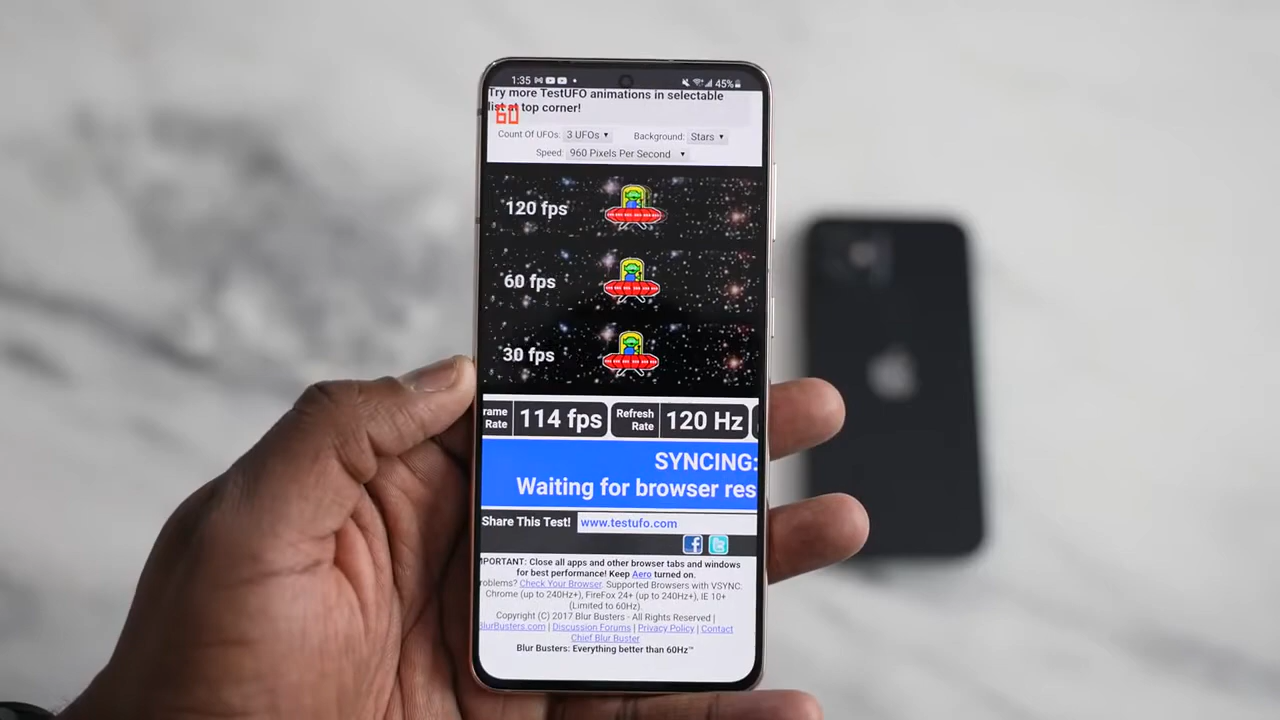 1:35
45%
Try more TestUFO animations in selectable
list at top corner!
60
Count Of UFOs: 3 UFOs Background: Stars
Speed: 960 Pixels Per Second
120 fps
60 fps
30 fps
rame
Rate
114 fps
Refresh
Rate
120 Hz
SYNCING:
Waiting for browser res
Share This Test! www.testufo.com
MPORTANT: Close all apps and other browser tabs and windows
for best performance! Keep Aero turned on.
roblems? Check Your Browser. Supported Browsers with VSYNC:
Chrome (up to 240Hz+), FireFox 24+ (up to 240Hz+), IE 10+
(Limited to 60Hz).
Copyright (C) 2017 Blur Busters - All Rights Reserved |
BlurBusters.com | Discussion Forums | Privacy Policy | Contact
Chief Blur Buster
Blur Busters: Everything better than 60Hz™